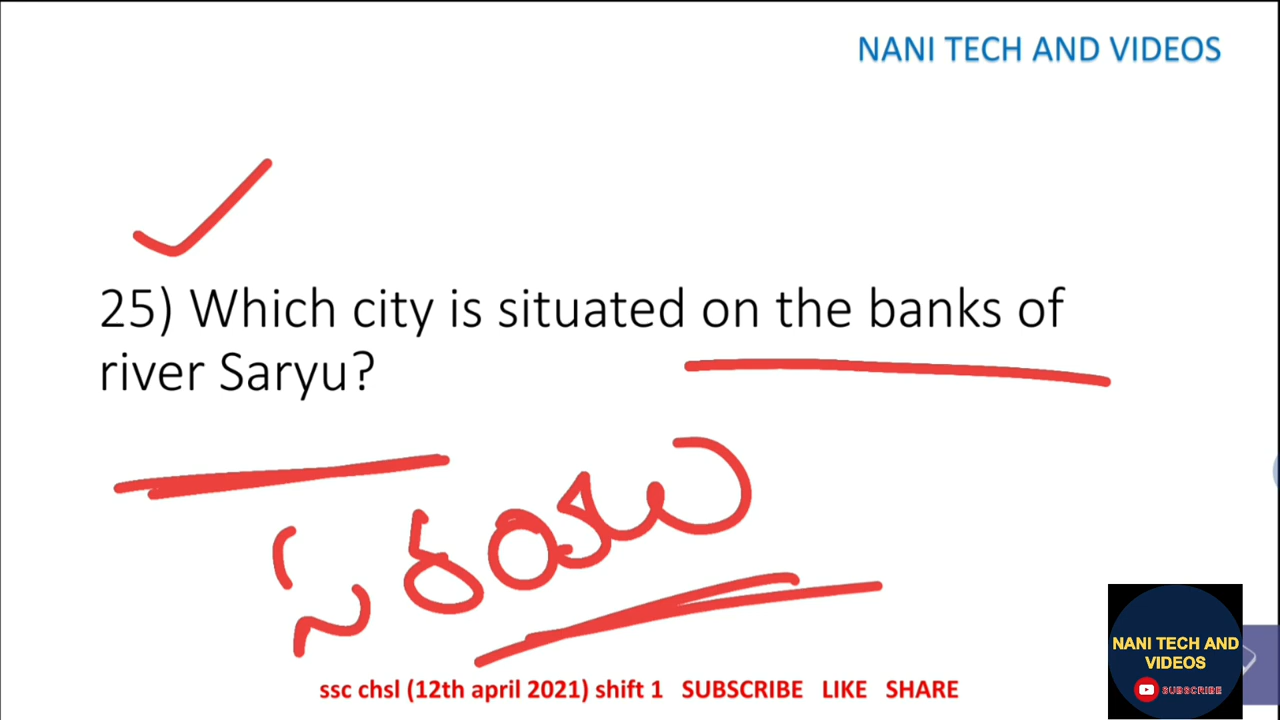 NANI TECH AND VIDEOS
25) Which city is situated on the banks of
river Saryu?
సరయు
ssc chsl (12th april 2021) shift 1 SUBSCRIBE LIKE SHARE
NANI TECH AND
VIDEOS
SUBSCRIBE